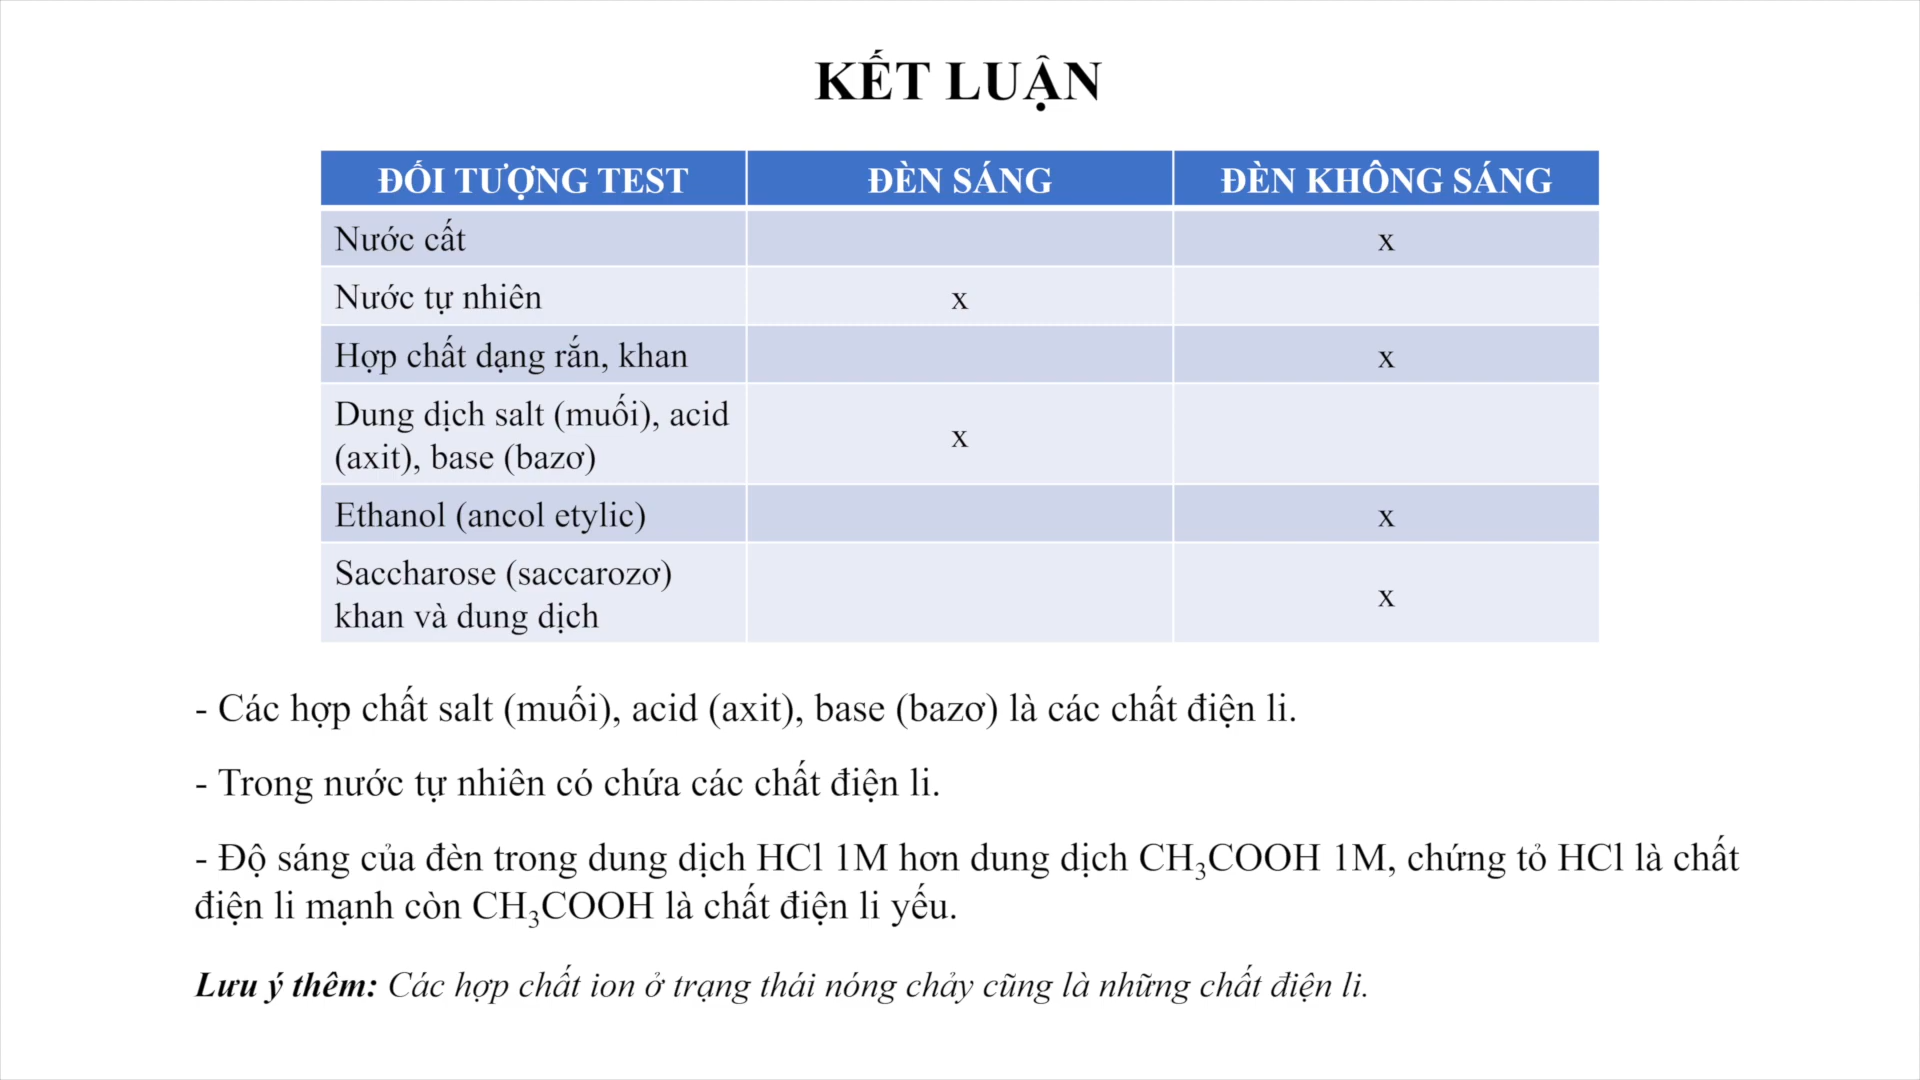 KẾT LUẬN
ĐỐI TƯỢNG TEST ĐÈN SÁNG ĐÈN KHÔNG SÁNG
Nước cất x
Nước tự nhiên x
Hợp chất dạng rắn, khan x
Dung dịch salt (muối), acid
(axit), base (bazơ) x
Ethanol (ancol etylic) x
Saccharose (saccarozơ)
khan và dung dịch x
- Các hợp chất salt (muối), acid (axit), base (bazơ) là các chất điện li.
- Trong nước tự nhiên có chứa các chất điện li.
- Độ sáng của đèn trong dung dịch HCl 1M hơn dung dịch CH₃COOH 1M, chứng tỏ HCl là chất
điện li mạnh còn CH₃COOH là chất điện li yếu.
Lưu ý thêm: Các hợp chất ion ở trạng thái nóng chảy cũng là những chất điện li.